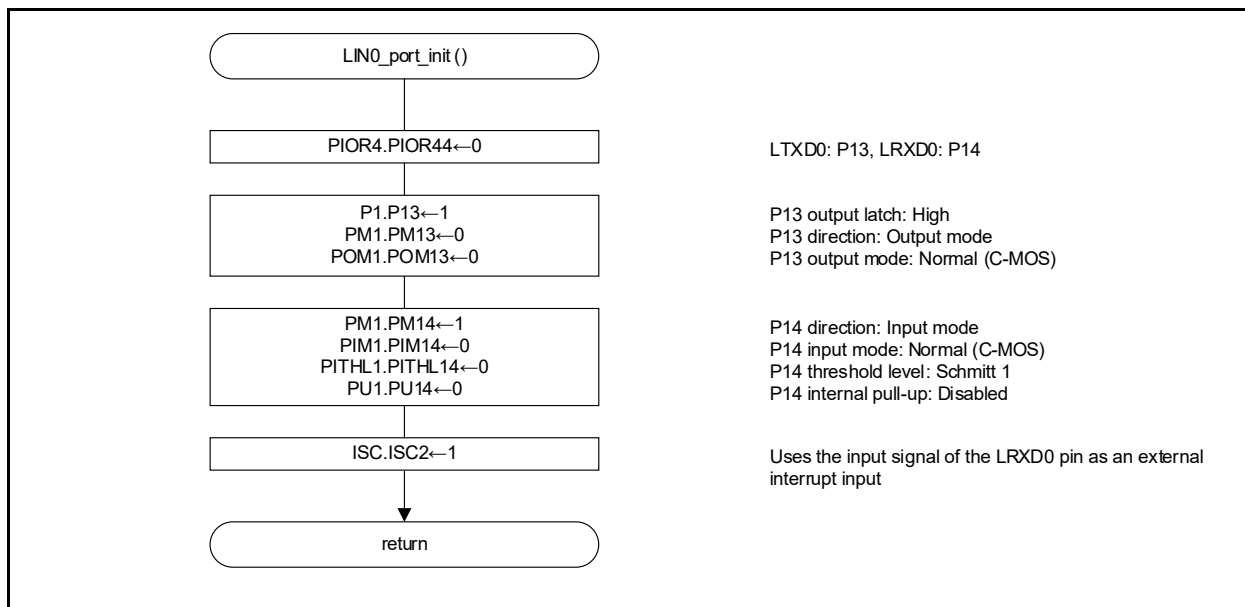 LIN0_port_init ()
PIOR4.PIOR44←0
LTXD0: P13, LRXD0: P14
P1.P13←1
PM1.PM13←0
POM1.POM13←0
P13 output latch: High
P13 direction: Output mode
P13 output mode: Normal (C-MOS)
PM1.PM14←1
PIM1.PIM14←0
PITHL1.PITHL14←0
PU1.PU14←0
P14 direction: Input mode
P14 input mode: Normal (C-MOS)
P14 threshold level: Schmitt 1
P14 internal pull-up: Disabled
ISC.ISC2←1
Uses the input signal of the LRXD0 pin as an external
interrupt input
return